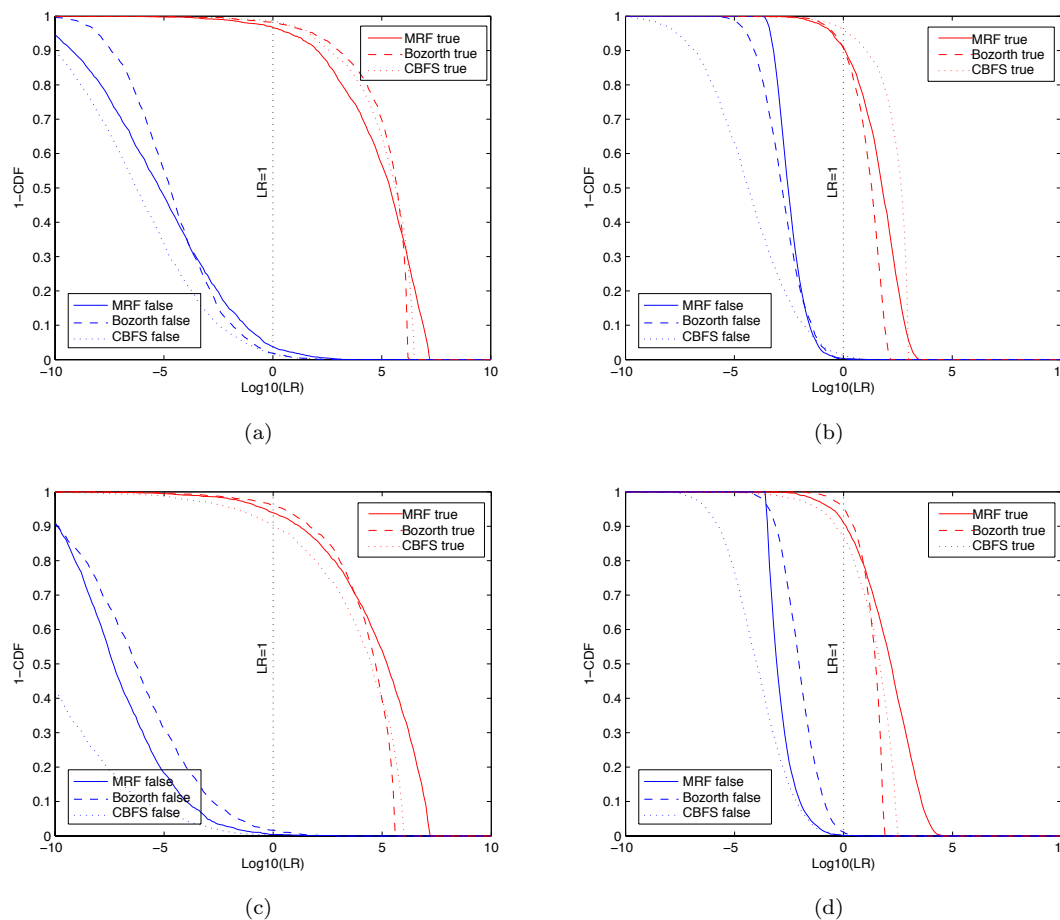 1
0.9
0.8
0.7
0.6
0.5
0.4
0.3
0.2
0.1
0
1-CDF
MRF true
Bozorth true
CBFS true
LR=1
MRF false
Bozorth false
CBFS false
−10
−5
0
5
10
Log10(LR)
(a)
1
0.9
0.8
0.7
0.6
0.5
0.4
0.3
0.2
0.1
0
1-CDF
MRF true
Bozorth true
CBFS true
LR=1
MRF false
Bozorth false
CBFS false
−10
−5
0
5
10
Log10(LR)
(b)
1
0.9
0.8
0.7
0.6
0.5
0.4
0.3
0.2
0.1
0
1-CDF
MRF true
Bozorth true
CBFS true
LR=1
MRF false
Bozorth false
CBFS false
−10
−5
0
5
10
Log10(LR)
(c)
1
0.9
0.8
0.7
0.6
0.5
0.4
0.3
0.2
0.1
0
1-CDF
MRF true
Bozorth true
CBFS true
LR=1
MRF false
Bozorth false
CBFS false
−10
−5
0
5
10
Log10(LR)
(d)